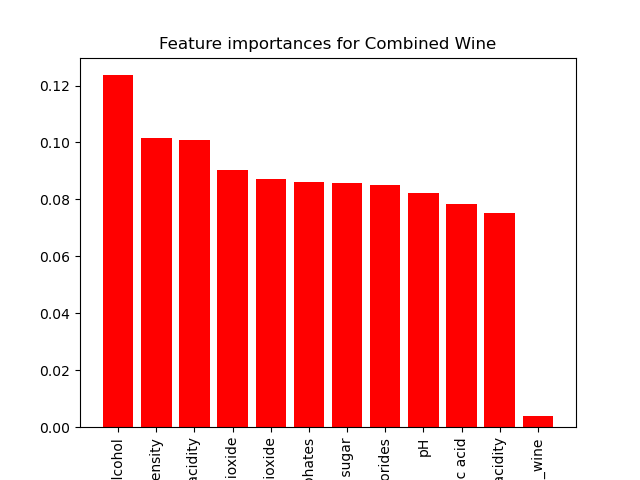 Feature importances for Combined Wine
0.12
0.10
0.08
0.06
0.04
0.02
0.00
lcohol
ensity
acidity
ioxide
ioxide
ohates
sugar
orides
pH
c acid
acidity
_wine